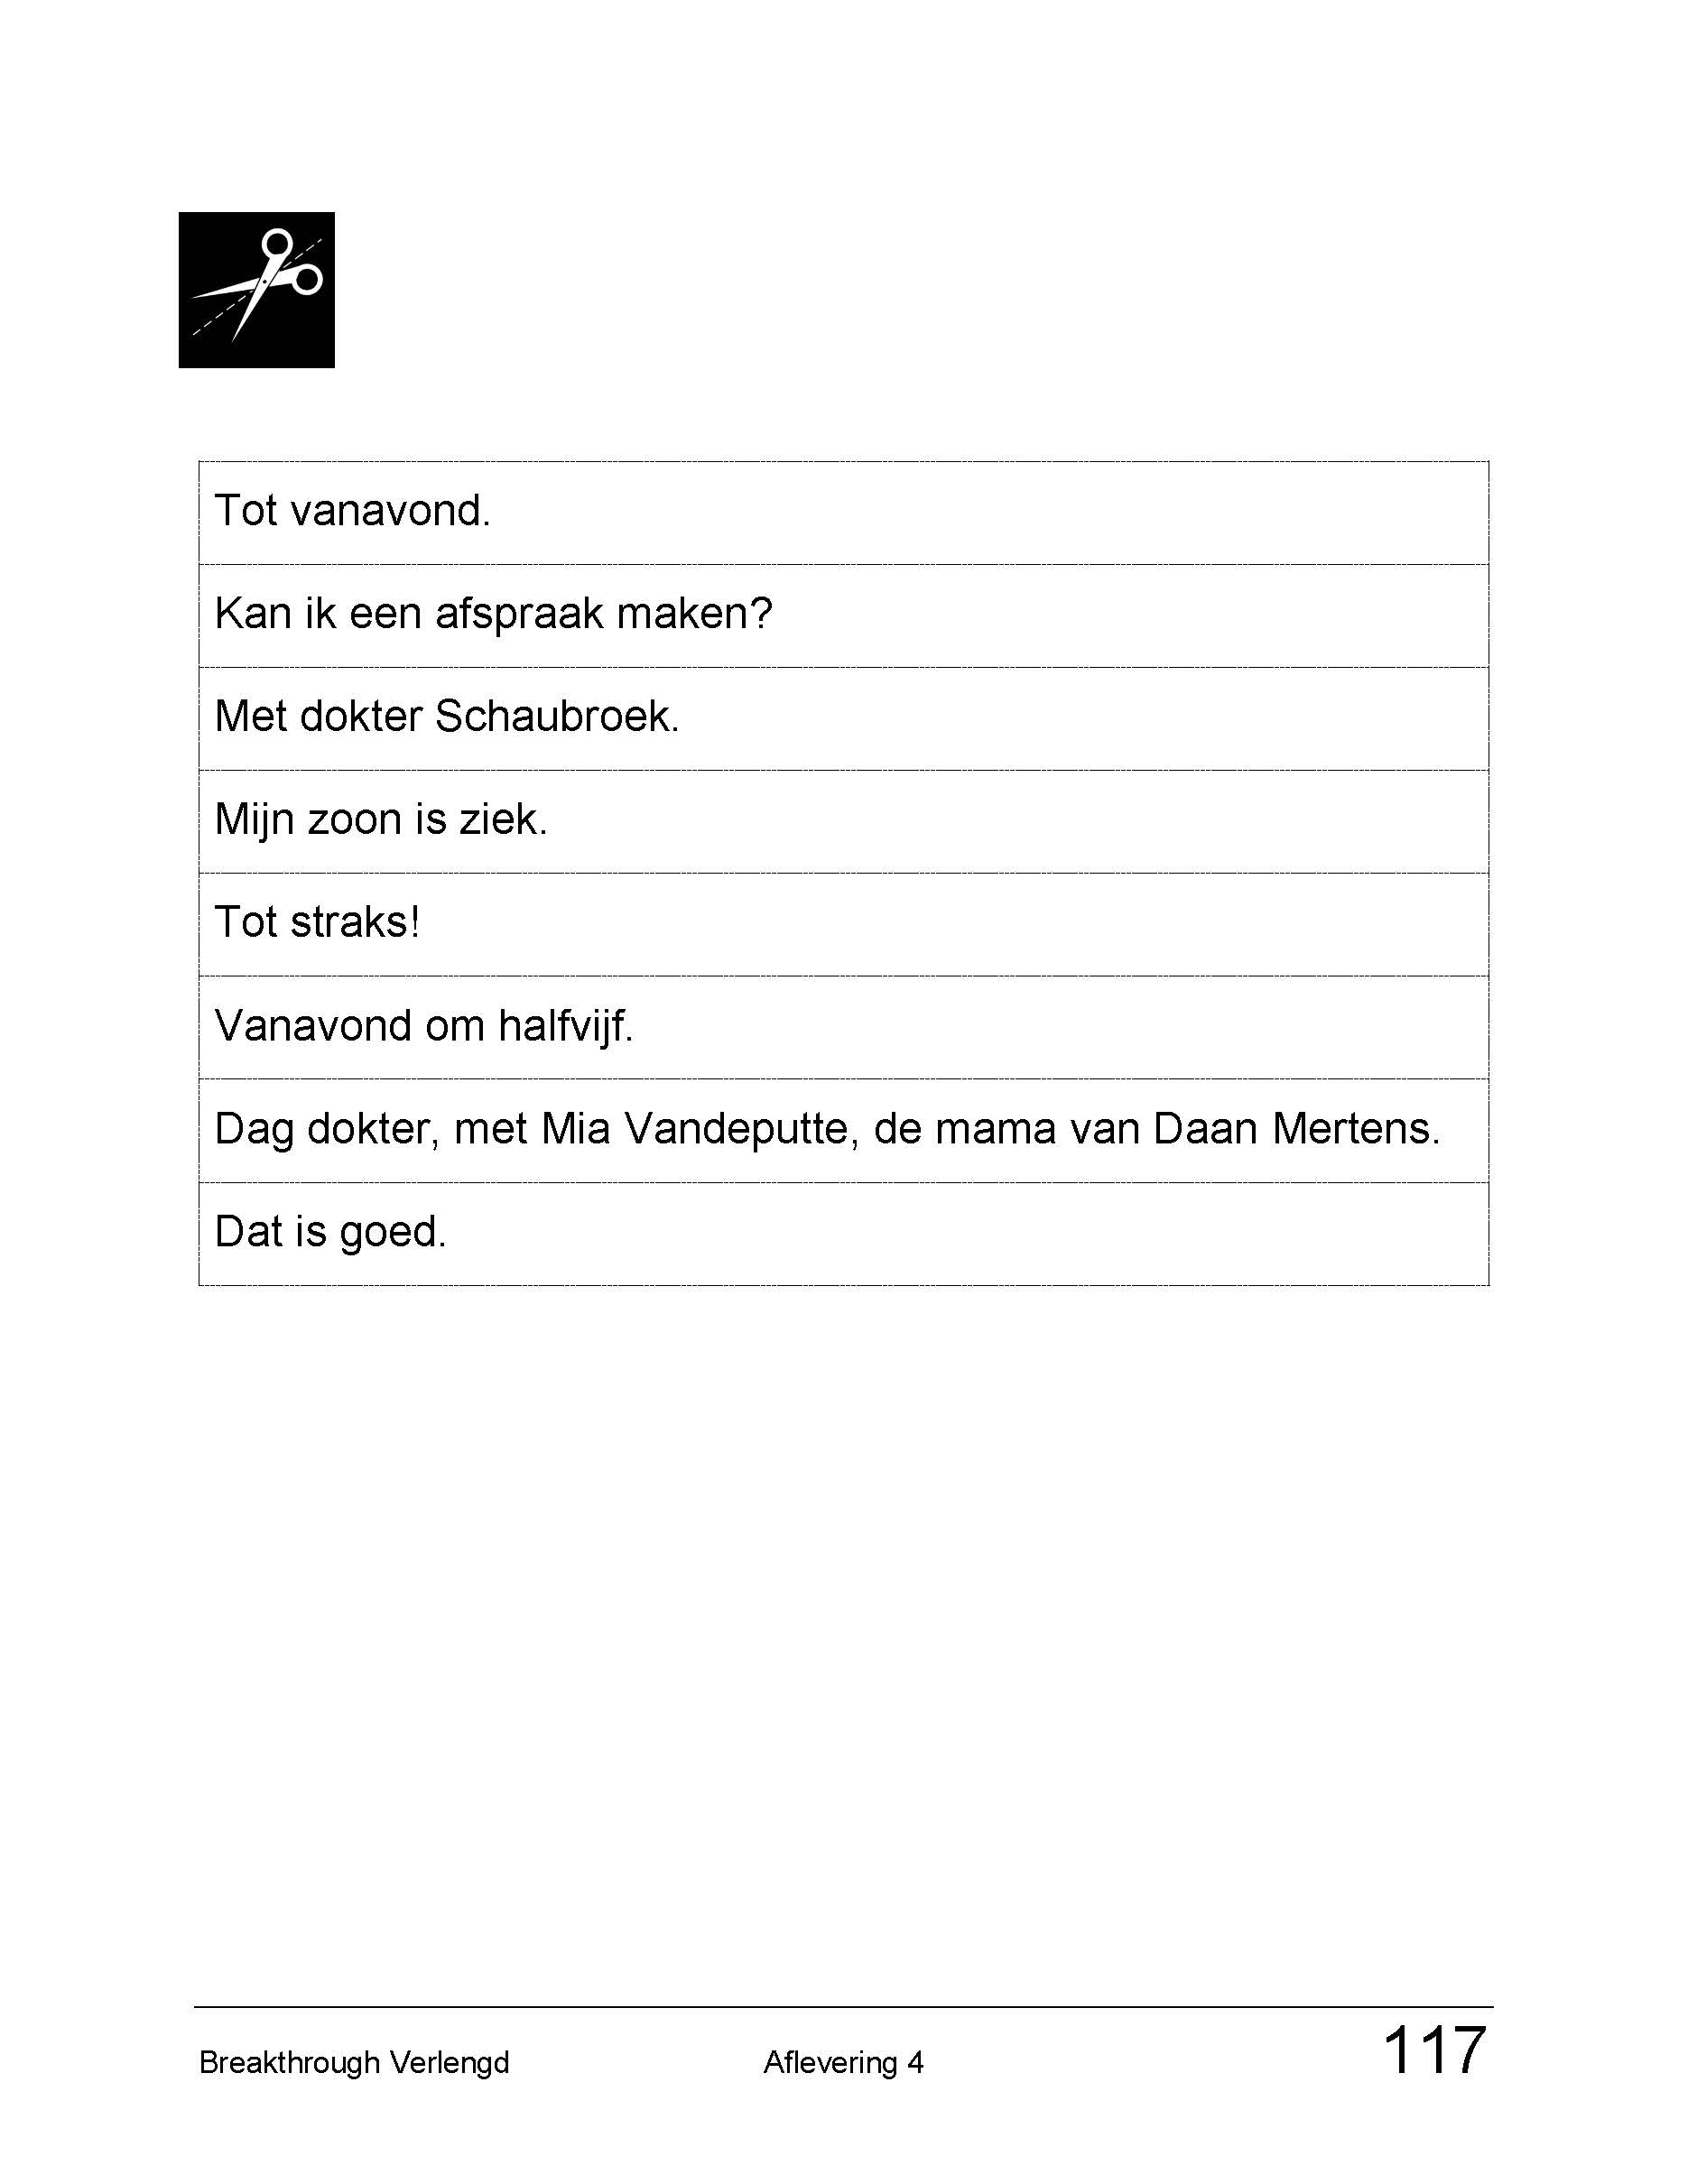 Tot vanavond.
Kan ik een afspraak maken?
Met dokter Schaubroek.
Mijn zoon is ziek.
Tot straks!
Vanavond om halfvijf.
Dag dokter, met Mia Vandeputte, de mama van Daan Mertens.
Dat is goed.
Breakthrough Verlengd Aflevering 4 117